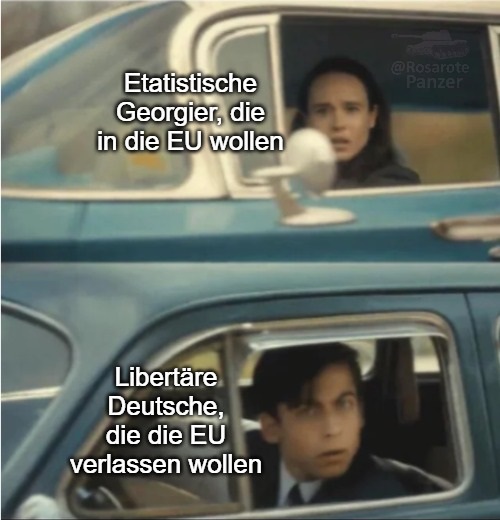 @Rosarote
Panzer
Etatistische
Georgier, die
in die EU wollen
Libertäre
Deutsche,
die die EU
verlassen wollen